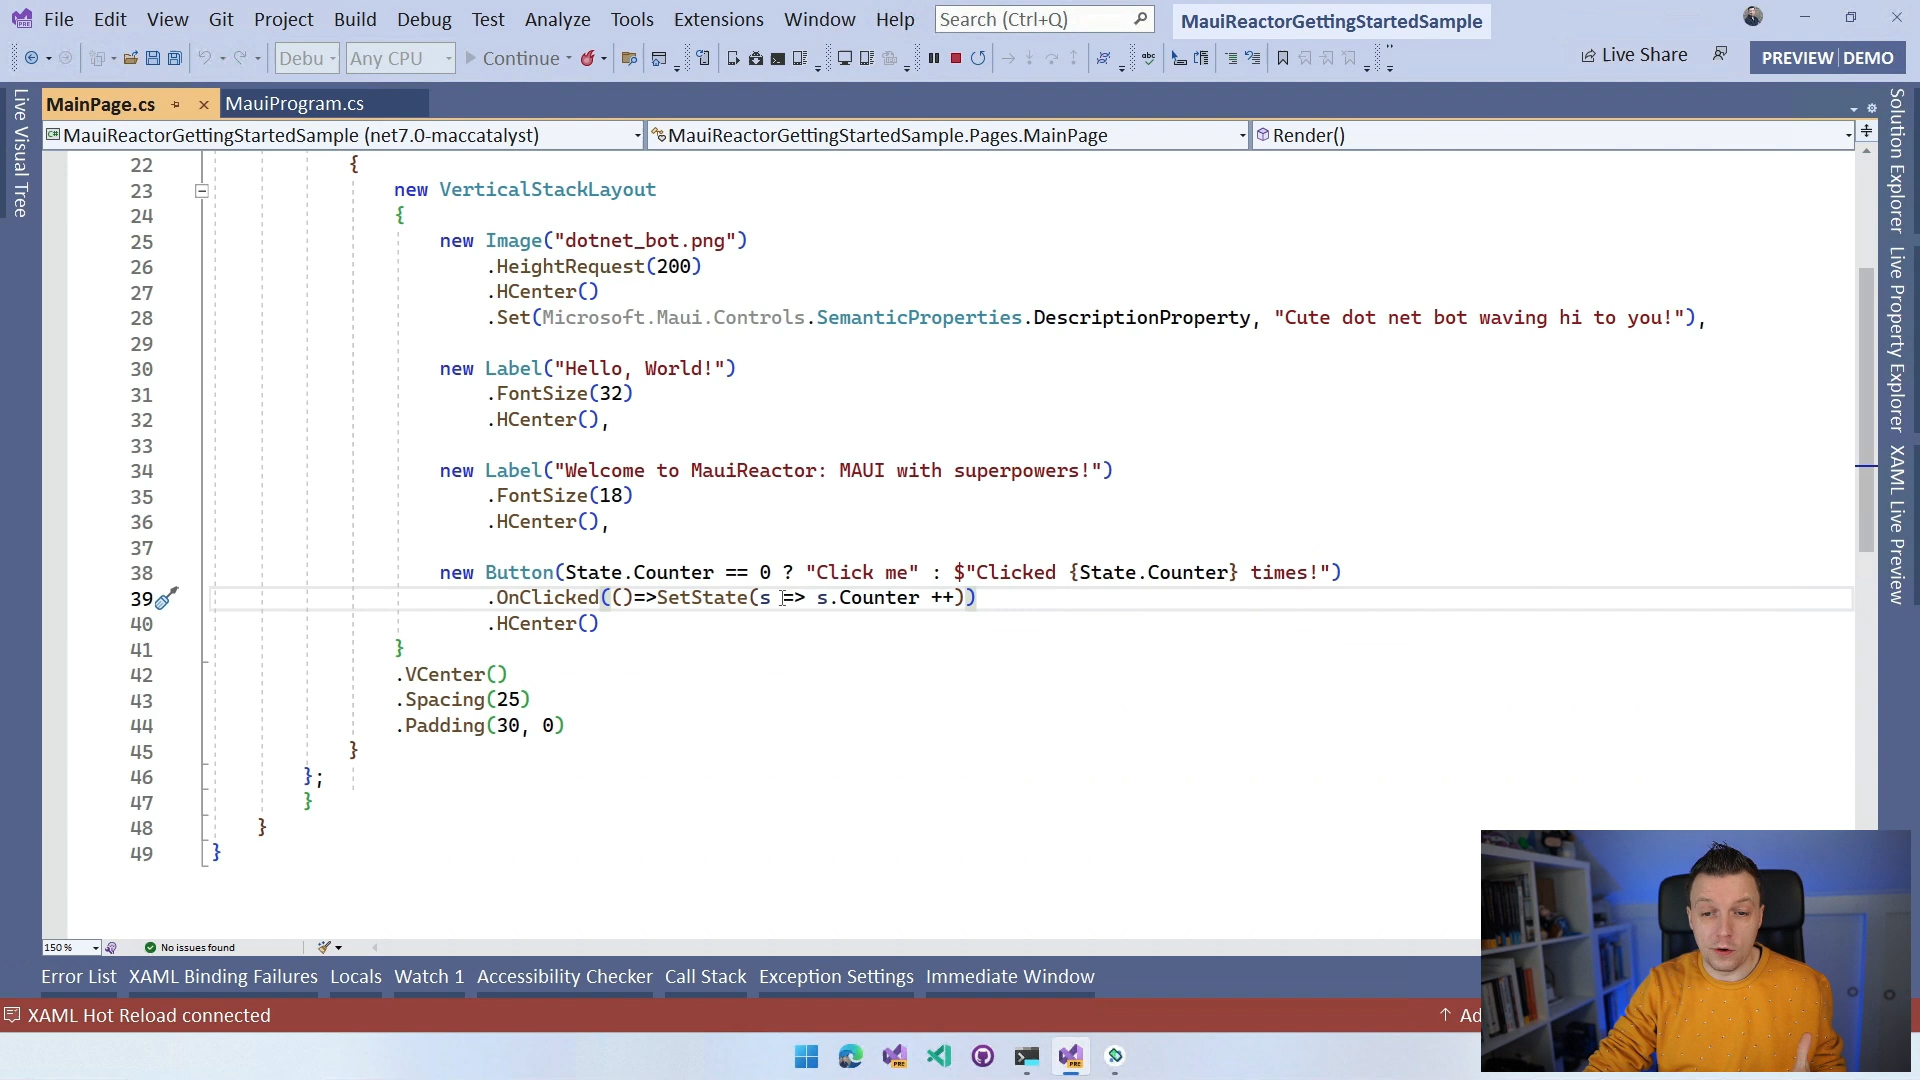 File Edit View Git Project Build Debug Test Analyze Tools Extensions Window Help Search (Ctrl+Q) MauiReactorGettingStartedSample
Debu Any CPU Continue Live Share PREVIEW DEMO
MainPage.cs MauiProgram.cs
MauiReactorGettingStartedSample (net7.0-maccatalyst) MauiReactorGettingStartedSample.Pages.MainPage Render()
Live Visual Tree
22 {
23 new VerticalStackLayout
24 {
25 new Image("dotnet_bot.png")
26 .HeightRequest(200)
27 .HCenter()
28 .Set(Microsoft.Maui.Controls.SemanticProperties.DescriptionProperty, "Cute dot net bot waving hi to you!"),
29
30 new Label("Hello, World!")
31 .FontSize(32)
32 .HCenter(),
33
34 new Label("Welcome to MauiReactor: MAUI with superpowers!")
35 .FontSize(18)
36 .HCenter(),
37
38 new Button(State.Counter == 0 ? "Click me" : $"Clicked {State.Counter} times!")
39 .OnClicked(()=>SetState(s => s.Counter ++))
40 .HCenter()
41 }
42 .VCenter()
43 .Spacing(25)
44 .Padding(30, 0)
45 }
46 };
47 }
48 }
49 }
Solution Explorer
Live Property Explorer
XAML Live Preview
150 % No issues found
Error List XAML Binding Failures Locals Watch 1 Accessibility Checker Call Stack Exception Settings Immediate Window
XAML Hot Reload connected Ad
PRE PRE